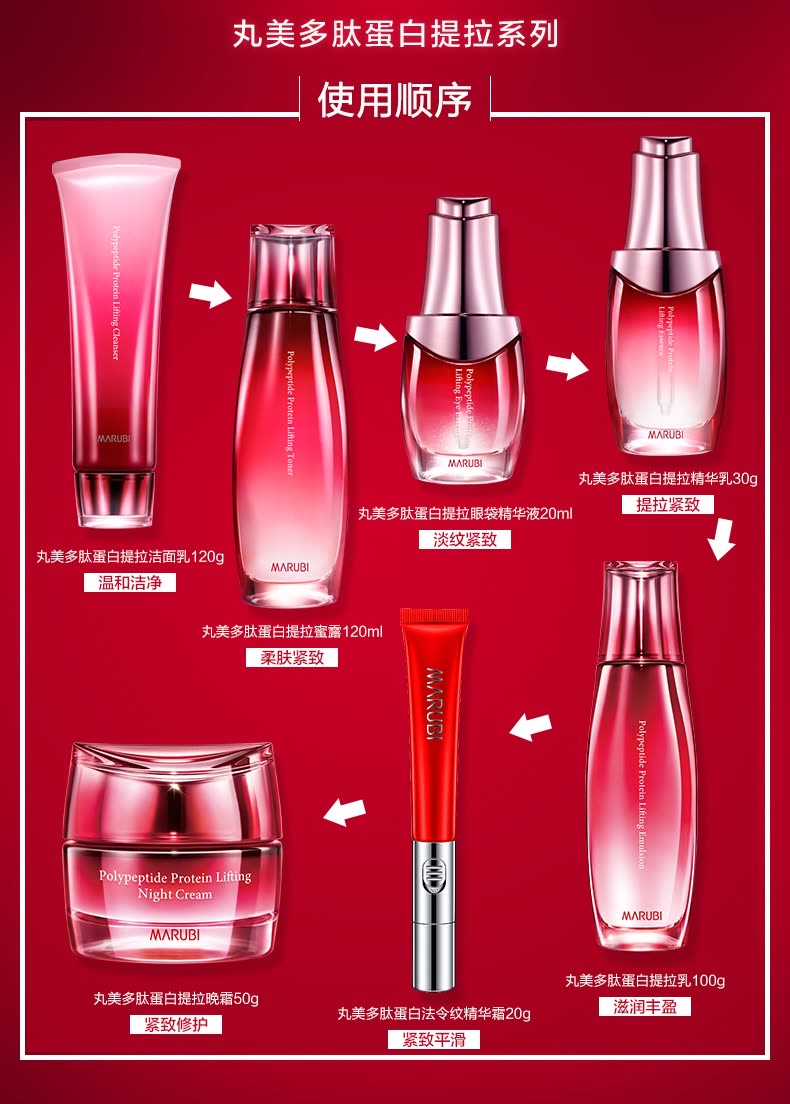 丸美多肽蛋白提拉系列
使用顺序
Polypeptide Protein Lifting Cleanser
MARUBI
丸美多肽蛋白提拉洁面乳120g
温和洁净
Polypeptide Protein Lifting Toner
MARUBI
丸美多肽蛋白提拉蜜露120ml
柔肤紧致
Polypeptide
Lifting Eye
MARUBI
丸美多肽蛋白提拉眼袋精华液20ml
淡纹紧致
Polypeptide Protein
Lifting Essence
MARUBI
丸美多肽蛋白提拉精华乳30g
提拉紧致
Polypeptide Protein Lifting Emulsion
MARUBI
丸美多肽蛋白提拉乳100g
滋润丰盈
MARUBI
丸美多肽蛋白法令纹精华霜20g
紧致平滑
Polypeptide Protein Lifting
Night Cream
MARUBI
丸美多肽蛋白提拉晚霜50g
紧致修护